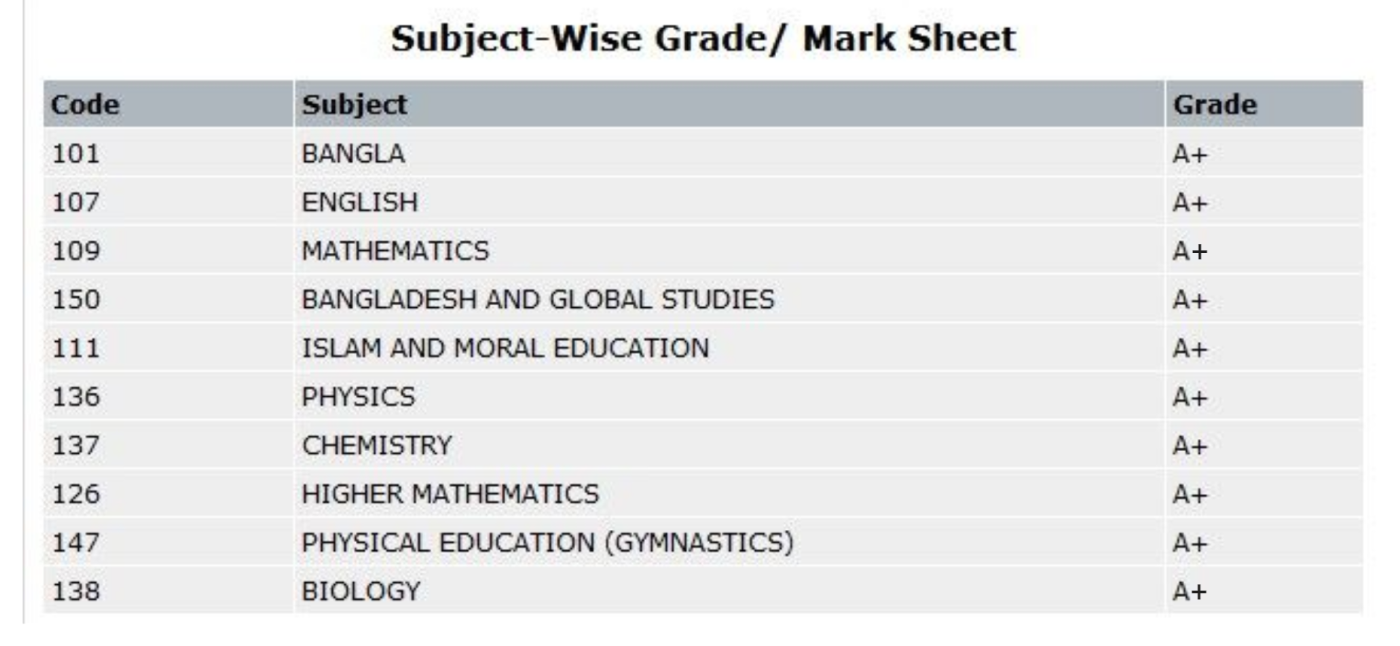 Subject-Wise Grade/ Mark Sheet
Code Subject Grade
101 BANGLA A+
107 ENGLISH A+
109 MATHEMATICS A+
150 BANGLADESH AND GLOBAL STUDIES A+
111 ISLAM AND MORAL EDUCATION A+
136 PHYSICS A+
137 CHEMISTRY A+
126 HIGHER MATHEMATICS A+
147 PHYSICAL EDUCATION (GYMNASTICS) A+
138 BIOLOGY A+